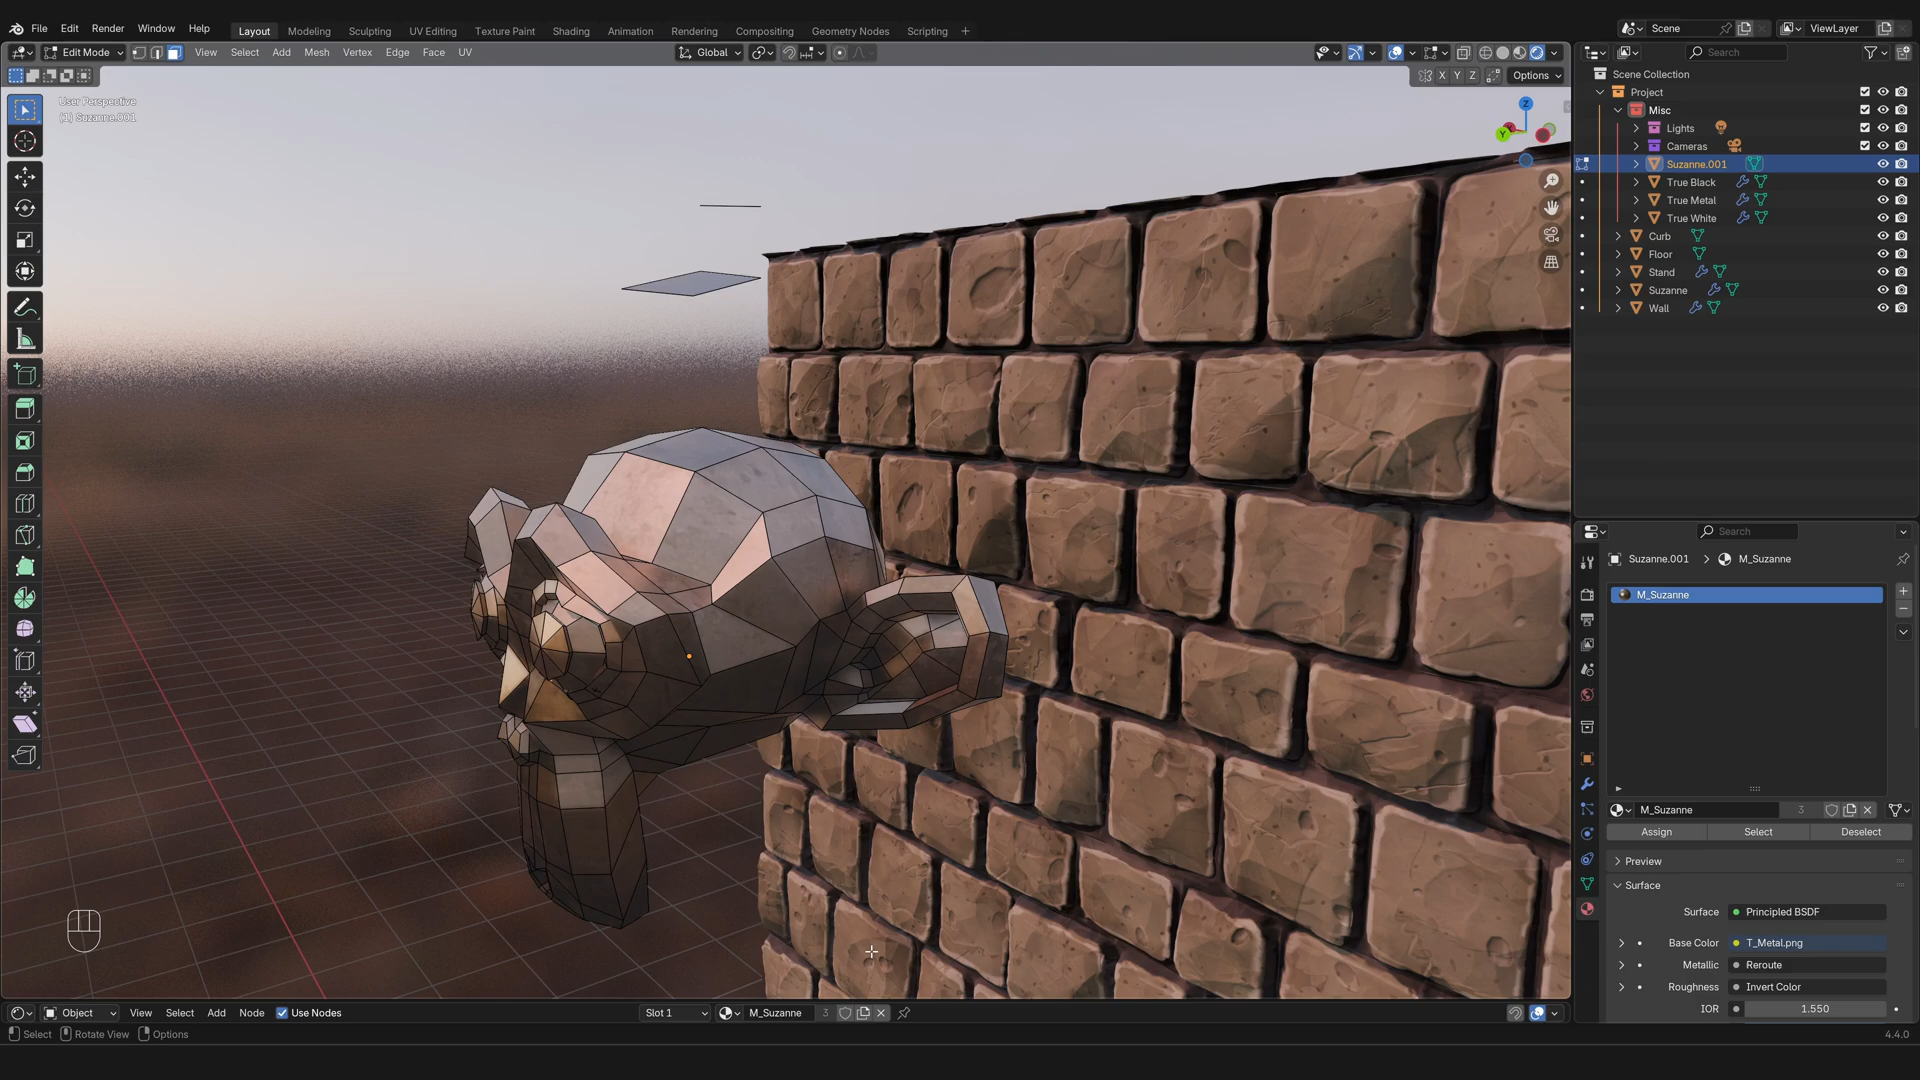 File Edit Render Window Help Layout Modeling Sculpting UV Editing Texture Paint Shading Animation Rendering Compositing Geometry Nodes Scripting + Scene ViewLayer
Edit Mode View Select Add Mesh Vertex Edge Face UV Global Search
X Y Z Options
User Perspective
(1) Suzanne.001
Z
Y
Scene Collection
Project
Misc
Lights
Cameras
Suzanne.001
True Black
True Metal
True White
Curb
Floor
Stand
Suzanne
Wall
Search
Suzanne.001 > M_Suzanne
M_Suzanne
M_Suzanne 3
Assign Select Deselect
Preview
Surface
Surface Principled BSDF
Base Color T_Metal.png
Metallic Reroute
Roughness Invert Color
IOR 1.550
Object View Select Add Node Use Nodes Slot 1 M_Suzanne 3
Select Rotate View Options 4.4.0